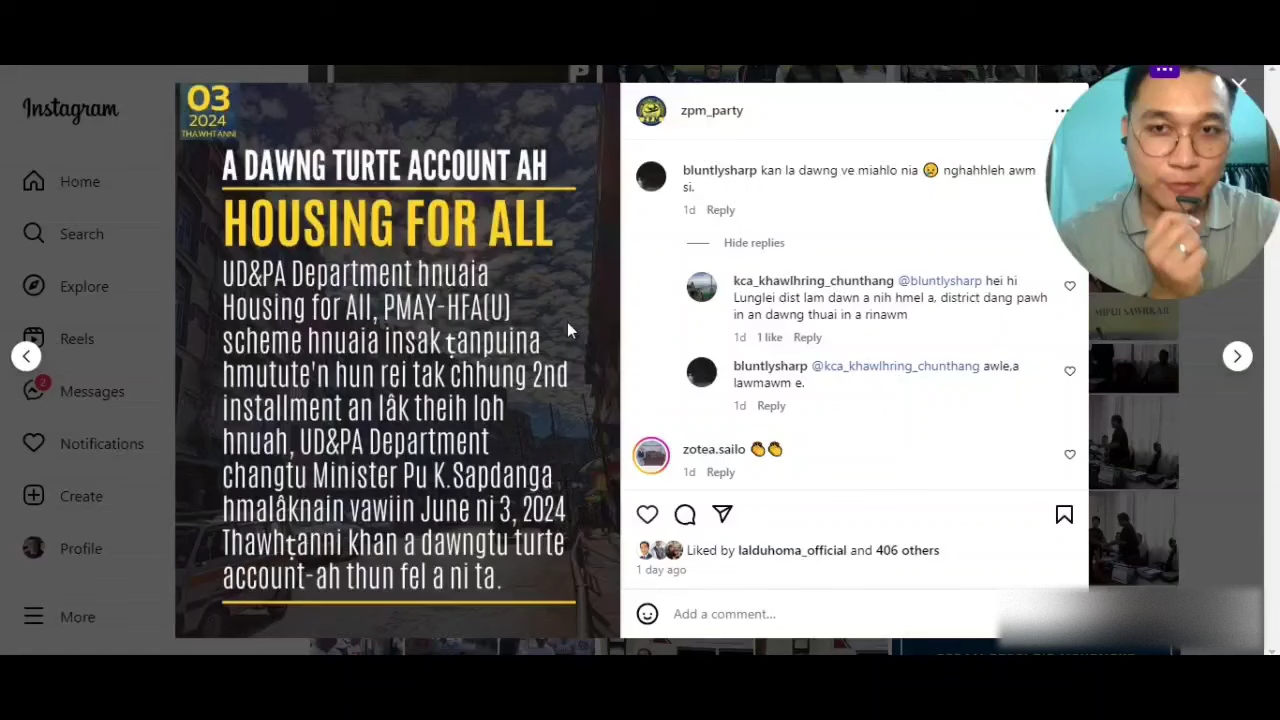 Instagram
Home
Search
Explore
Reels
2
Messages
Notifications
Create
Profile
More
03
2024
THAWHTANNI
A DAWNG TURTE ACCOUNT AH
HOUSING FOR ALL
UD&PA Department hnuaia
Housing for All, PMAY-HFA(U)
scheme hnuaia insak ṭanpuina
hmutute'n hun rei tak chhung 2nd
installment an lâk theih loh
hnuah, UD&PA Department
changtu Minister Pu K.Sapdanga
hmalâknain vawiin June ni 3, 2024
Thawhṭanni khan a dawngtu turte
account-ah thun fel a ni ta.
zpm_party
bluntlysharp kan la dawng ve miahlo nia 😢 nghahhleh awm
si.
1d Reply
Hide replies
kca_khawlhring_chunthang @bluntlysharp hei hi
Lunglei dist lam dawn a nih hmel a, district dang pawh
in an dawng thuai in a rinawm
1d 1 like Reply
bluntlysharp @kca_khawlhring_chunthang awle,a
lawmawm e.
1d Reply
zotea.sailo 👏👏
1d Reply
Liked by lalduhoma_official and 406 others
1 day ago
Add a comment...
MIPUI SAWRKAR